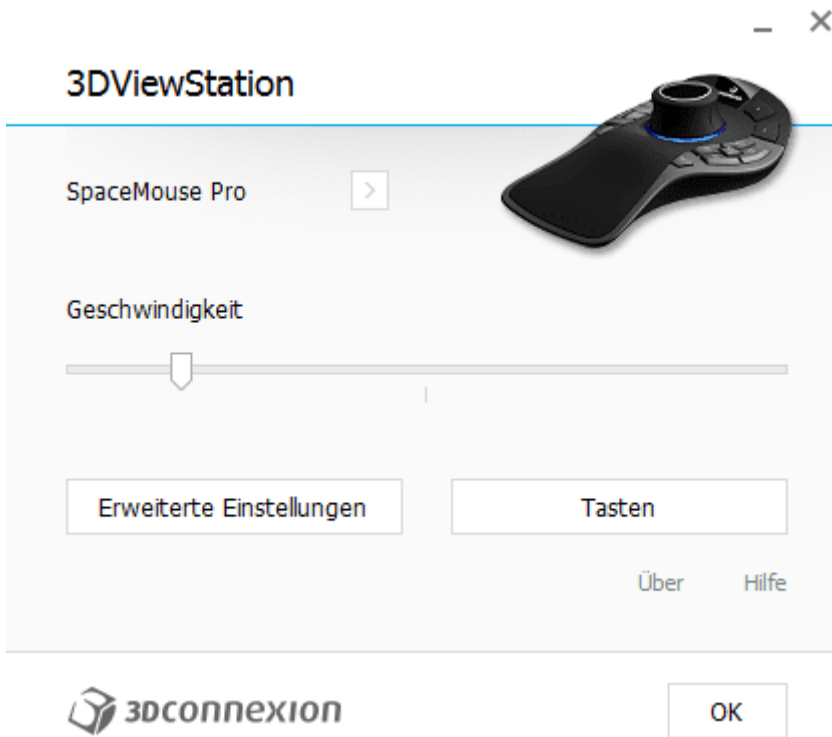 3DViewStation
SpaceMouse Pro
Geschwindigkeit
Erweiterte Einstellungen
Tasten
Über
Hilfe
3Dconnexion
OK